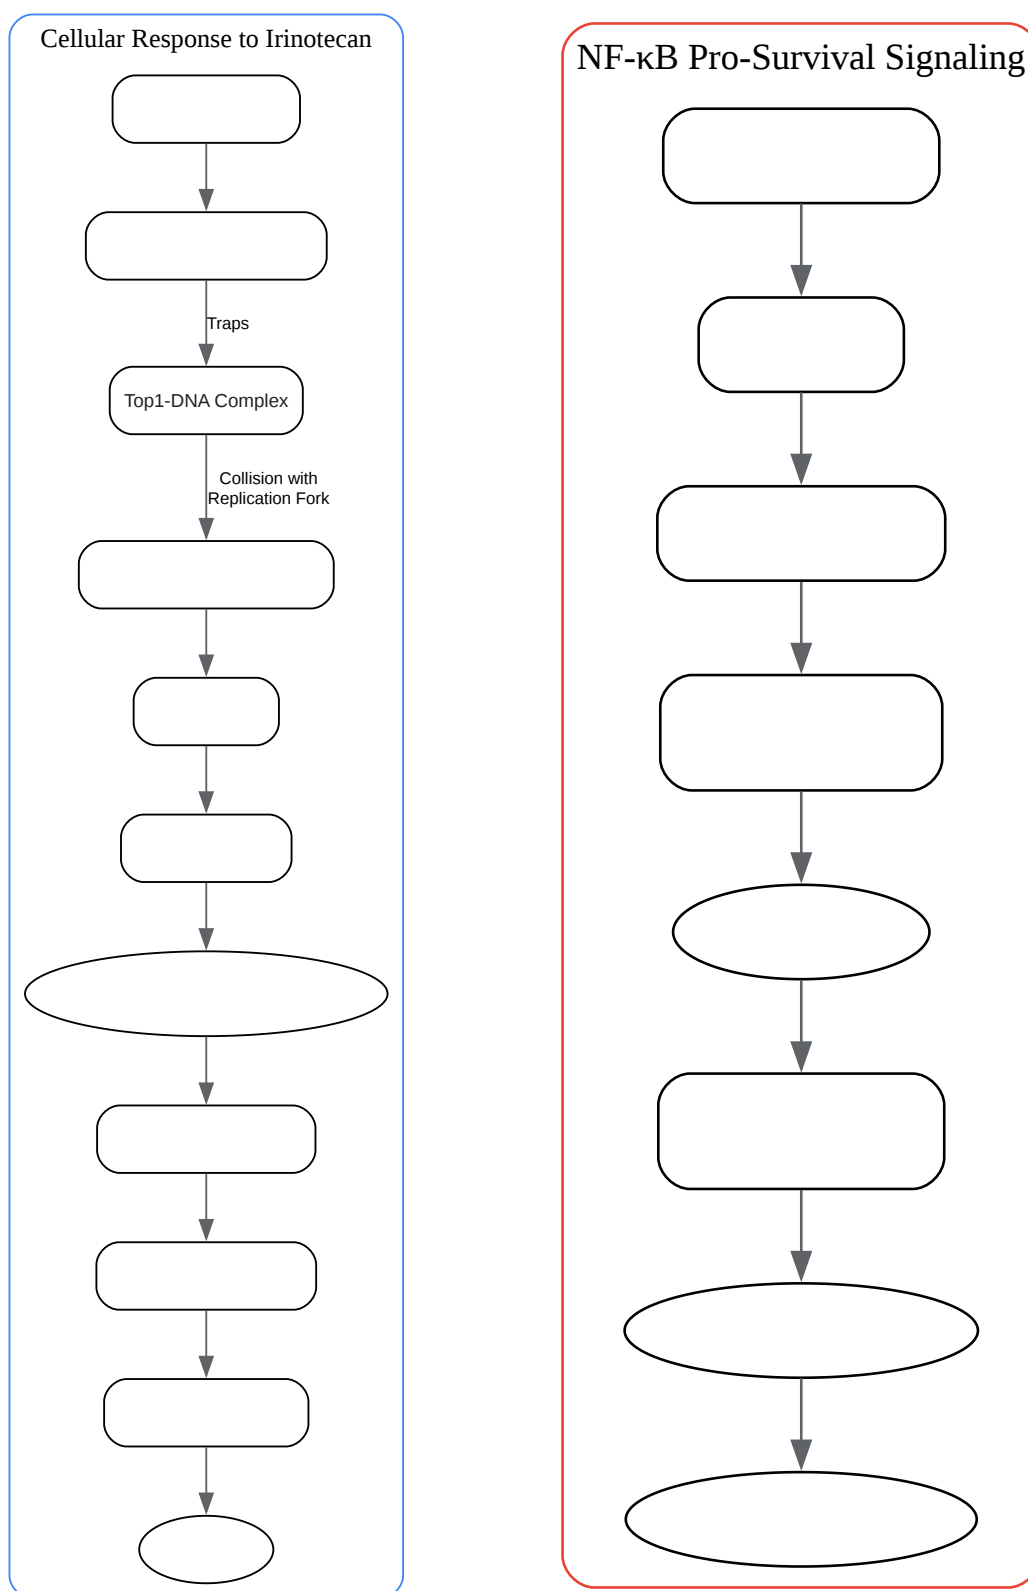 Cellular Response to Irinotecan
Traps
Top1-DNA Complex
Collision with
Replication Fork
NF-κB Pro-Survival Signaling